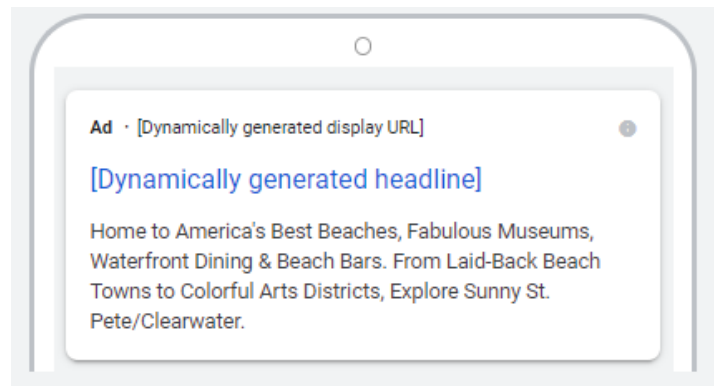 Ad · [Dynamically generated display URL]
[Dynamically generated headline]
Home to America's Best Beaches, Fabulous Museums,
Waterfront Dining & Beach Bars. From Laid-Back Beach
Towns to Colorful Arts Districts, Explore Sunny St.
Pete/Clearwater.